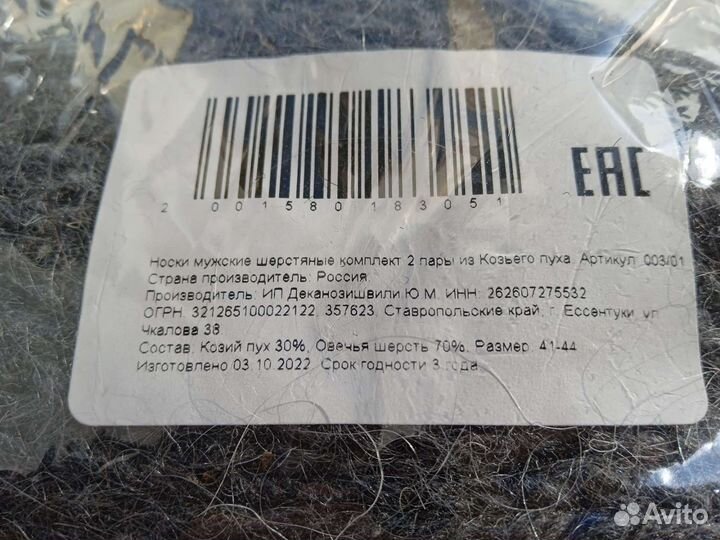 2 001580 183051
EAC
Носки мужские шерстяные комплект 2 пары из Козьего пуха. Артикул: 003/01
Страна производитель: Россия.
Производитель: ИП Деканозишвили Ю.М. ИНН: 262607275532
ОГРН: 321265100022122, 357623, Ставропольские край, г. Ессентуки, ул.
Чкалова 38
Состав: Козий пух 30%, Овечья шерсть 70%. Размер: 41-44
Изготовлено 03.10.2022. Срок годности 3 года.
Avito